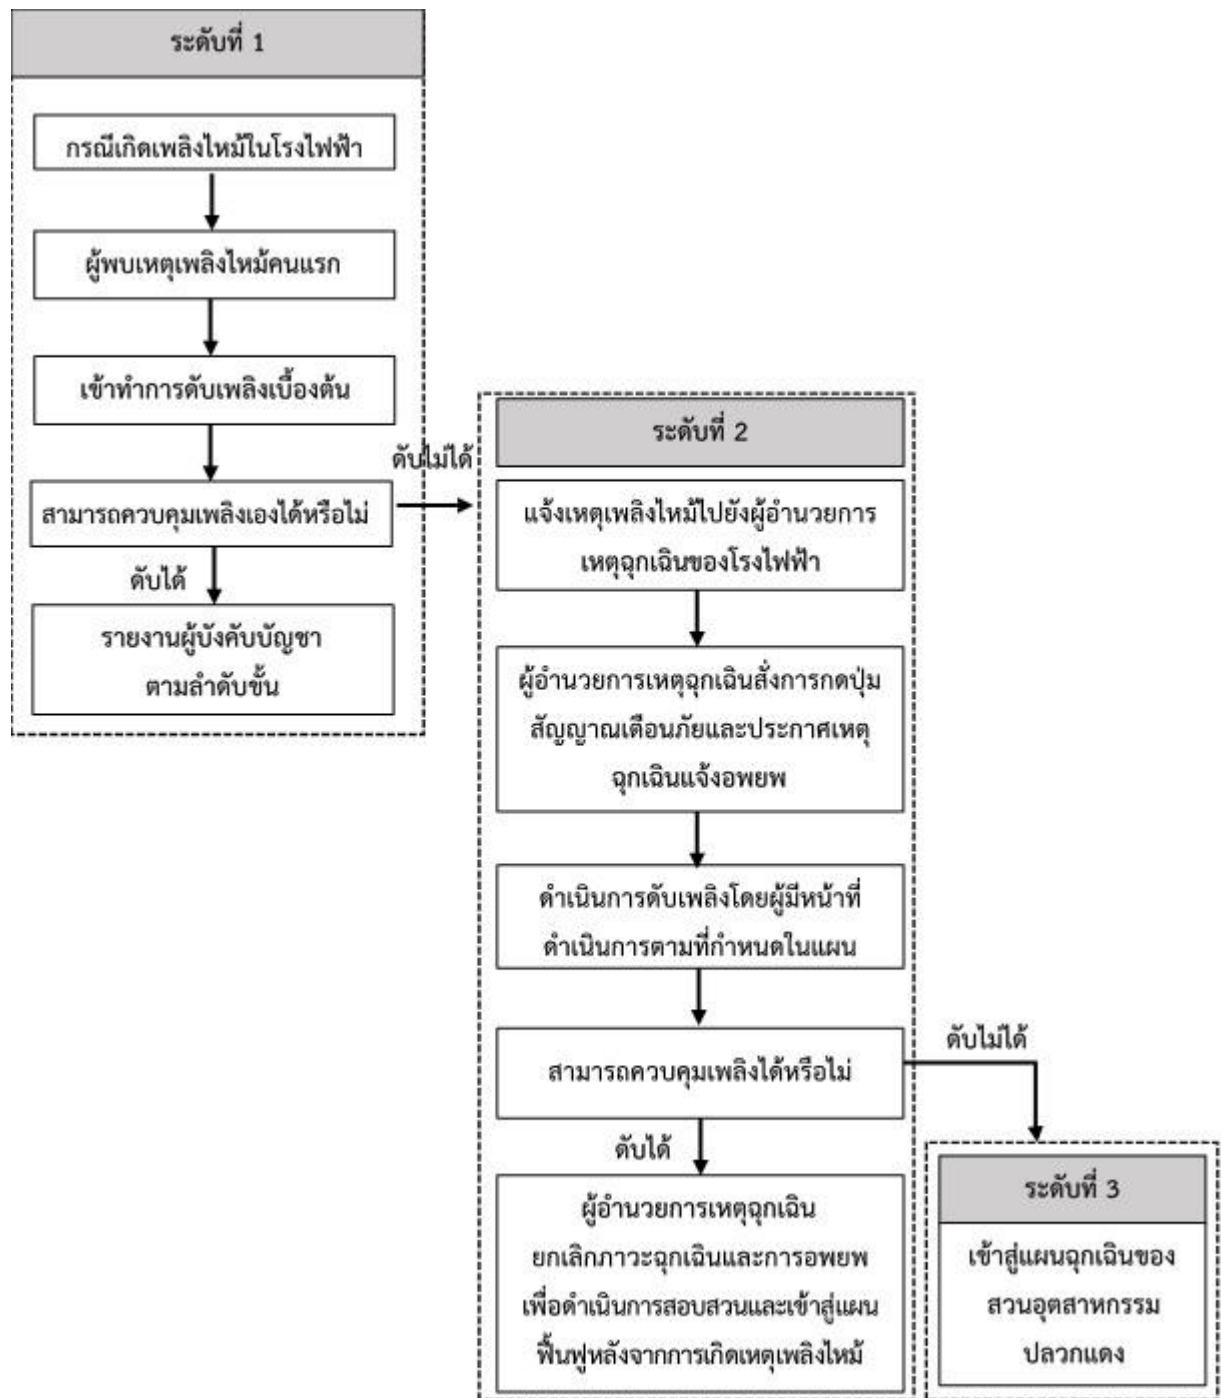 ระดับที่ 1
กรณีเกิดเพลิงไหม้ในโรงไฟฟ้า
ผู้พบเหตุเพลิงไหม้คนแรก
เข้าทำการดับเพลิงเบื้องต้น
สามารถควบคุมเพลิงเองได้หรือไม่
ดับไม่ได้
ดับได้
รายงานผู้บังคับบัญชา
ตามลำดับขั้น
ระดับที่ 2
แจ้งเหตุเพลิงไหม้ไปยังผู้อำนวยการ
เหตุฉุกเฉินของโรงไฟฟ้า
ผู้อำนวยการเหตุฉุกเฉินสั่งการกดปุ่ม
สัญญาณเตือนภัยและประกาศเหตุ
ฉุกเฉินแจ้งอพยพ
ดำเนินการดับเพลิงโดยผู้มีหน้าที่
ดำเนินการตามที่กำหนดในแผน
สามารถควบคุมเพลิงได้หรือไม่
ดับไม่ได้
ดับได้
ผู้อำนวยการเหตุฉุกเฉิน
ยกเลิกภาวะฉุกเฉินและการอพยพ
เพื่อดำเนินการสอบสวนและเข้าสู่แผน
ฟื้นฟูหลังจากการเกิดเหตุเพลิงไหม้
ระดับที่ 3
เข้าสู่แผนฉุกเฉินของ
สวนอุตสาหกรรม
ปลวกแดง